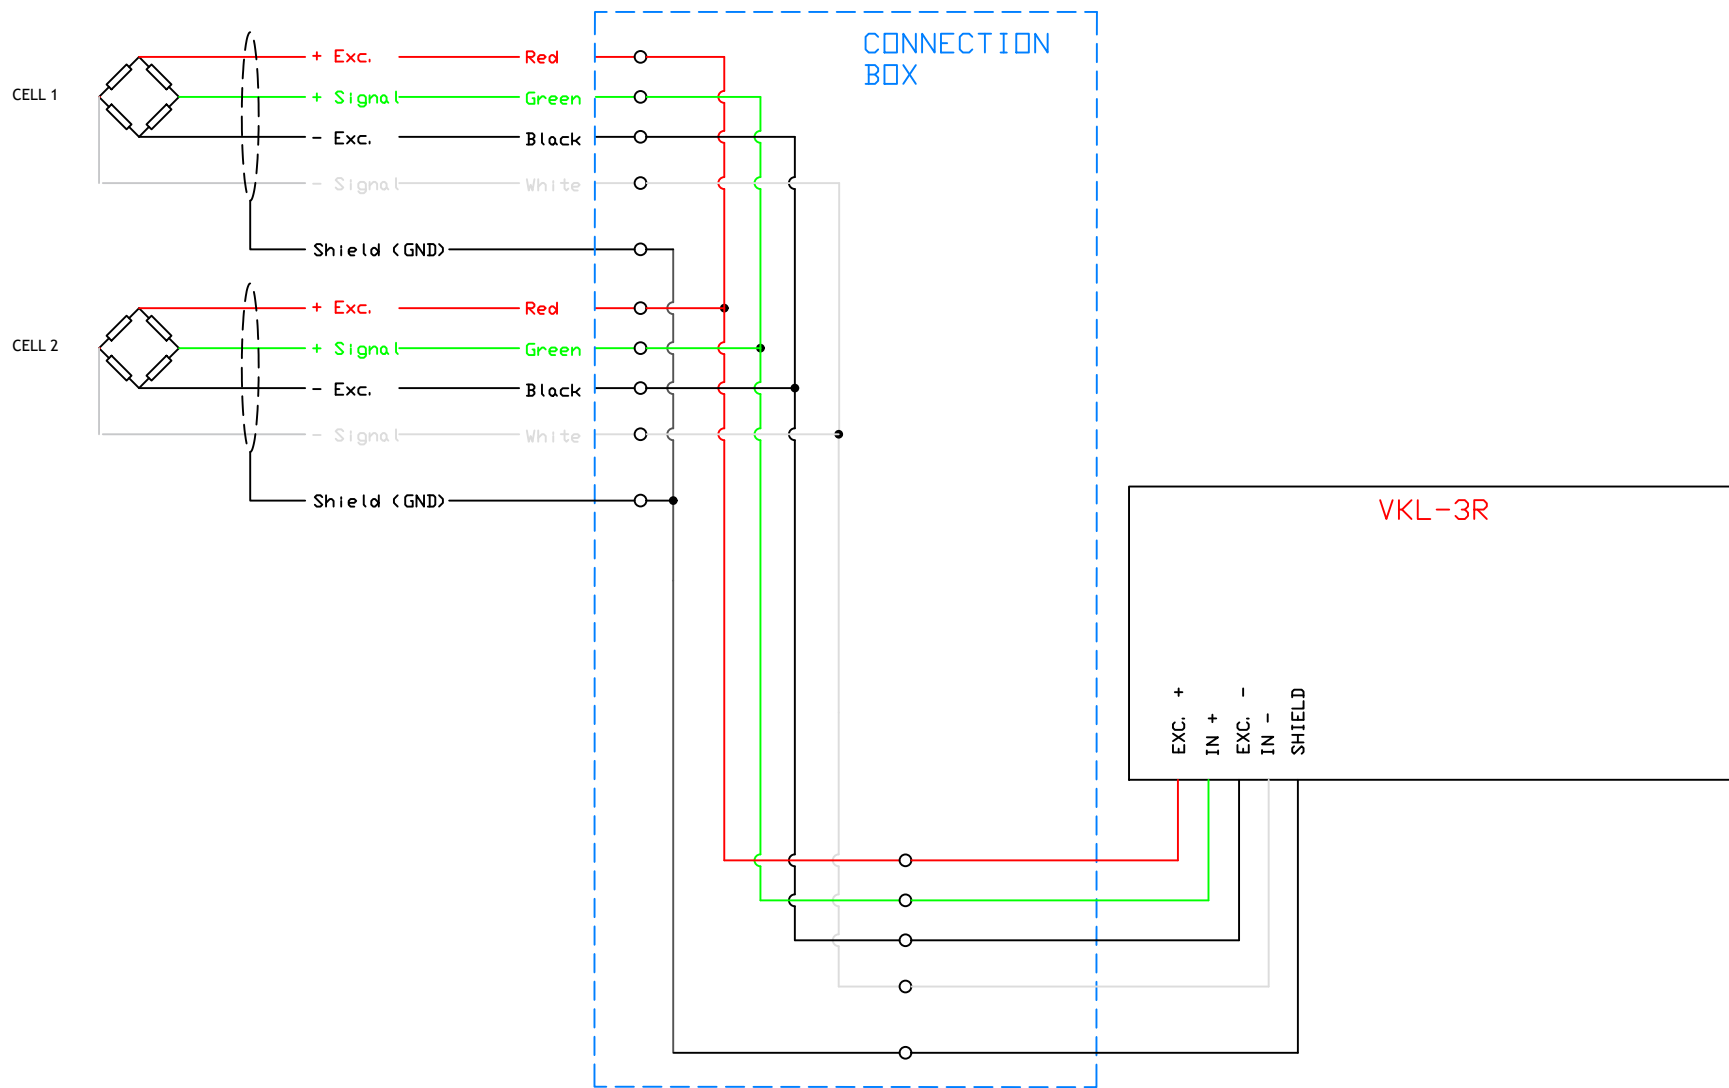 CONNECTION
BOX
CELL 1
+ Exc. Red
+ Signal Green
- Exc. Black
- Signal White
Shield (GND)
CELL 2
+ Exc. Red
+ Signal Green
- Exc. Black
- Signal White
Shield (GND)
VKL-3R
EXC. +
IN +
EXC. -
IN -
SHIELD